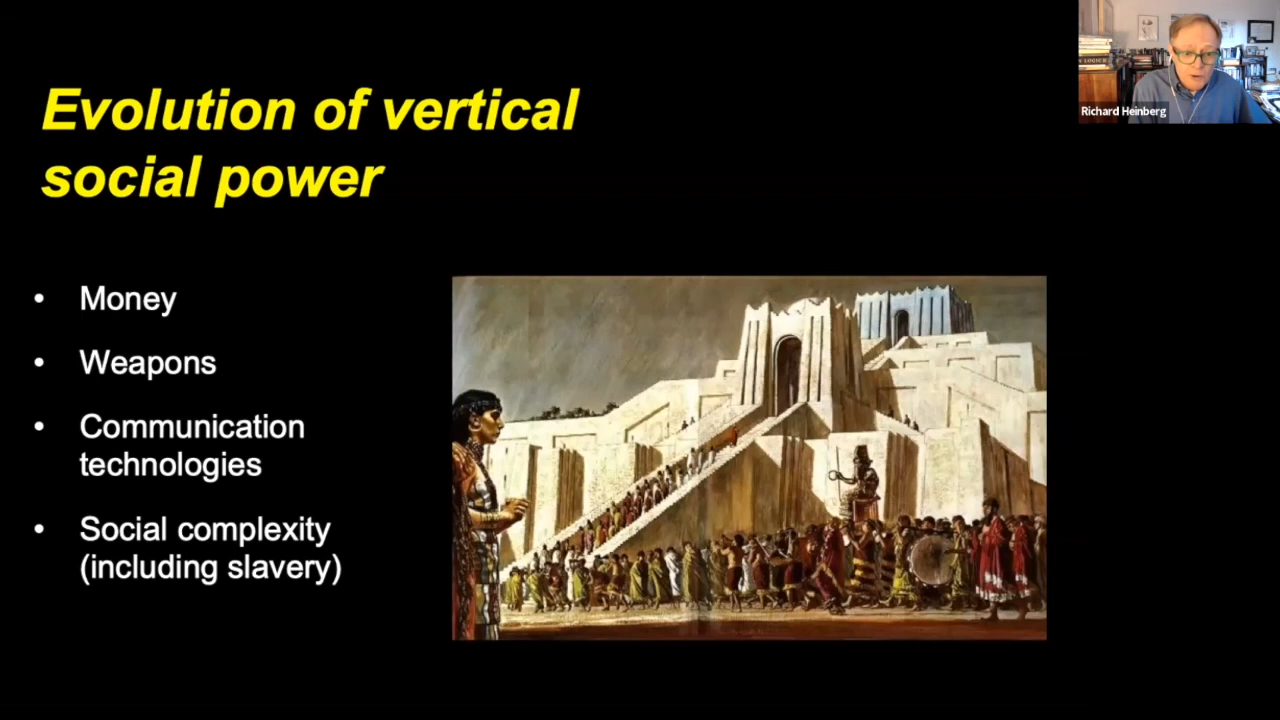 Evolution of vertical
social power
• Money
• Weapons
• Communication
technologies
• Social complexity
(including slavery)
Richard Heinberg